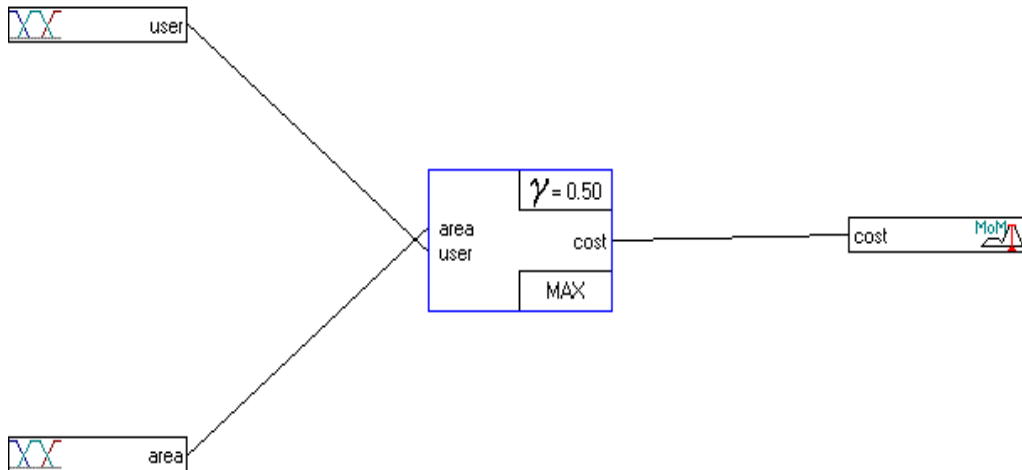 user
γ = 0.50
area
user
cost
MAX
cost
MoM
area